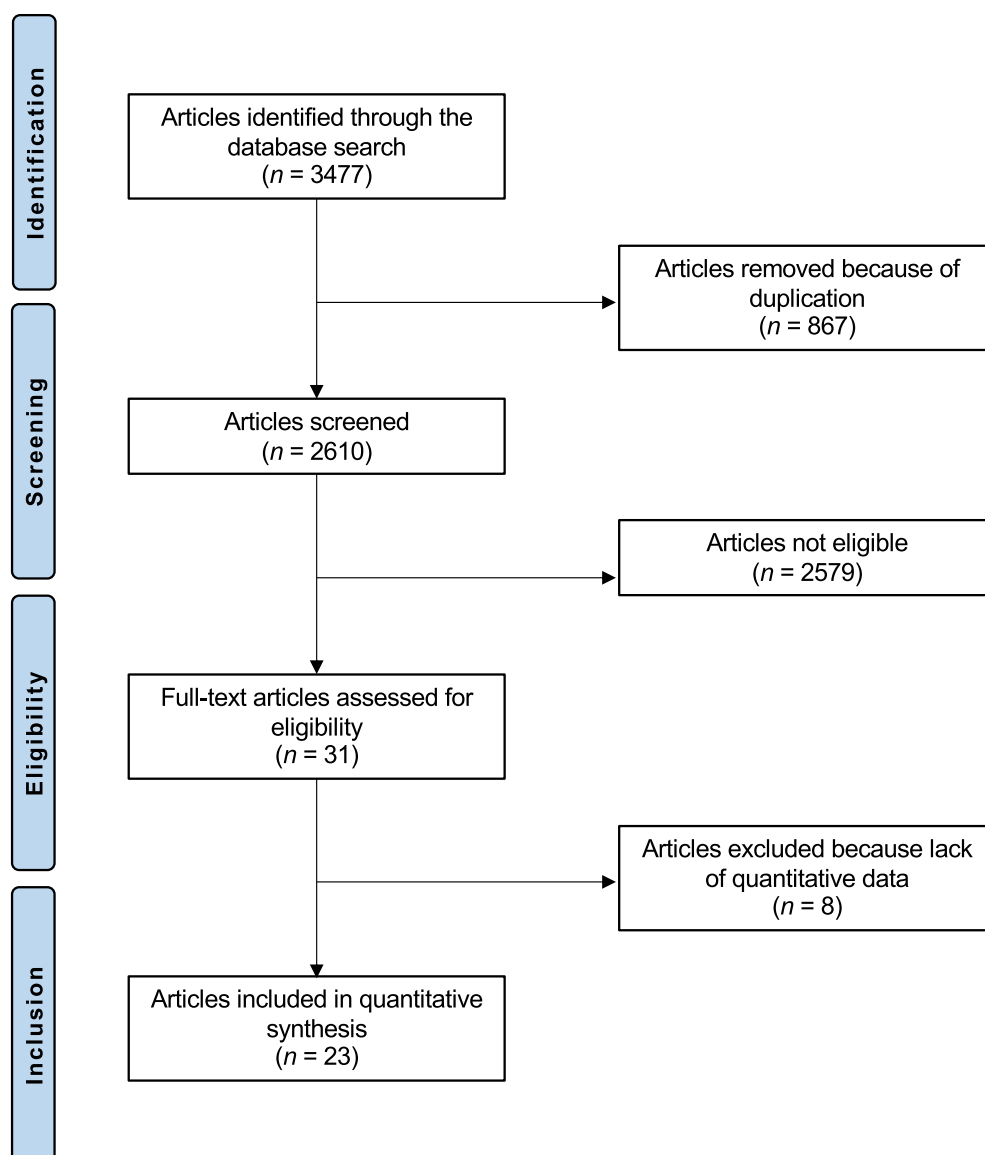 Identification
Articles identified through the
database search
(n = 3477)
Articles removed because of
duplication
(n = 867)
Screening
Articles screened
(n = 2610)
Articles not eligible
(n = 2579)
Eligibility
Full-text articles assessed for
eligibility
(n = 31)
Articles excluded because lack
of quantitative data
(n = 8)
Inclusion
Articles included in quantitative
synthesis
(n = 23)